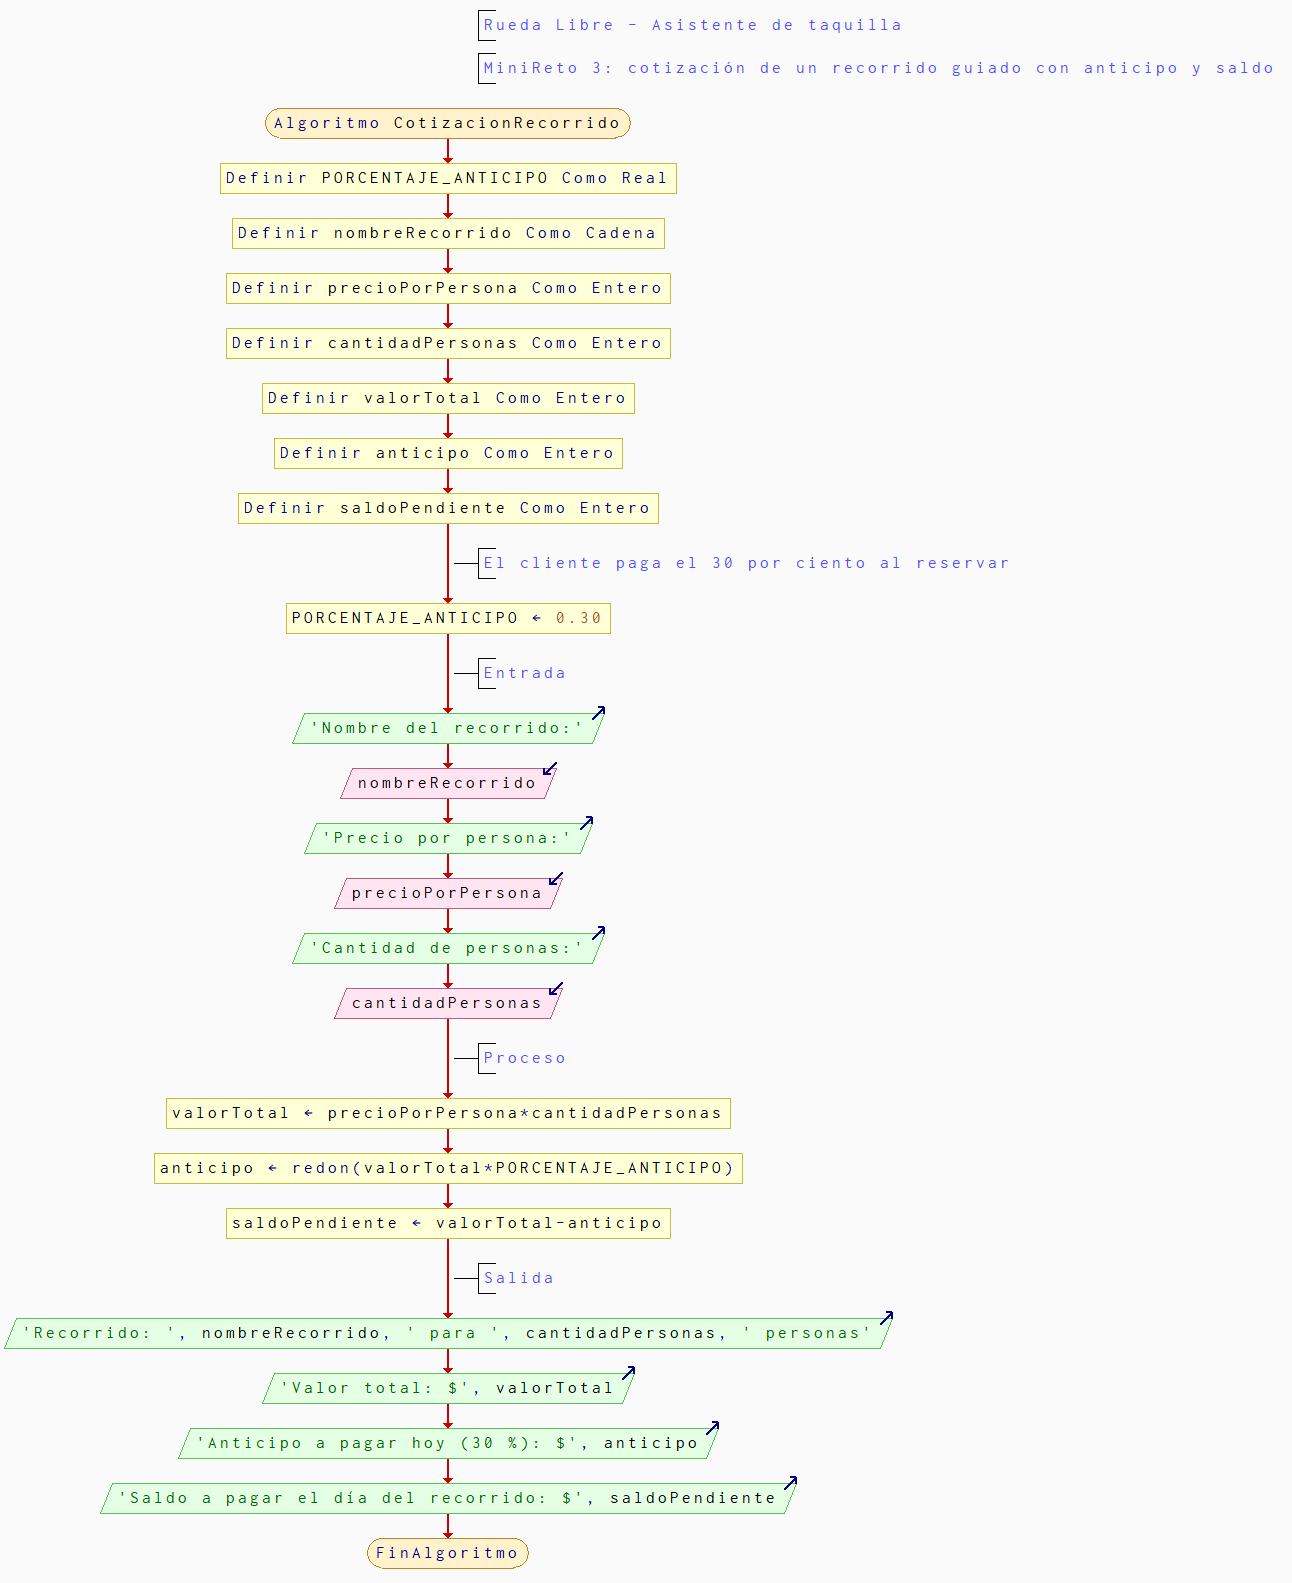 Rueda Libre - Asistente de taquilla
MiniReto 3: cotización de un recorrido guiado con anticipo y saldo
Algoritmo CotizacionRecorrido
Definir PORCENTAJE_ANTICIPO Como Real
Definir nombreRecorrido Como Cadena
Definir precioPorPersona Como Entero
Definir cantidadPersonas Como Entero
Definir valorTotal Como Entero
Definir anticipo Como Entero
Definir saldoPendiente Como Entero
El cliente paga el 30 por ciento al reservar
PORCENTAJE_ANTICIPO ← 0.30
Entrada
'Nombre del recorrido:'
nombreRecorrido
'Precio por persona:'
precioPorPersona
'Cantidad de personas:'
cantidadPersonas
Proceso
valorTotal ← precioPorPersona*cantidadPersonas
anticipo ← redon(valorTotal*PORCENTAJE_ANTICIPO)
saldoPendiente ← valorTotal-anticipo
Salida
'Recorrido: ', nombreRecorrido, ' para ', cantidadPersonas, ' personas'
'Valor total: $', valorTotal
'Anticipo a pagar hoy (30 %): $', anticipo
'Saldo a pagar el día del recorrido: $', saldoPendiente
FinAlgoritmo